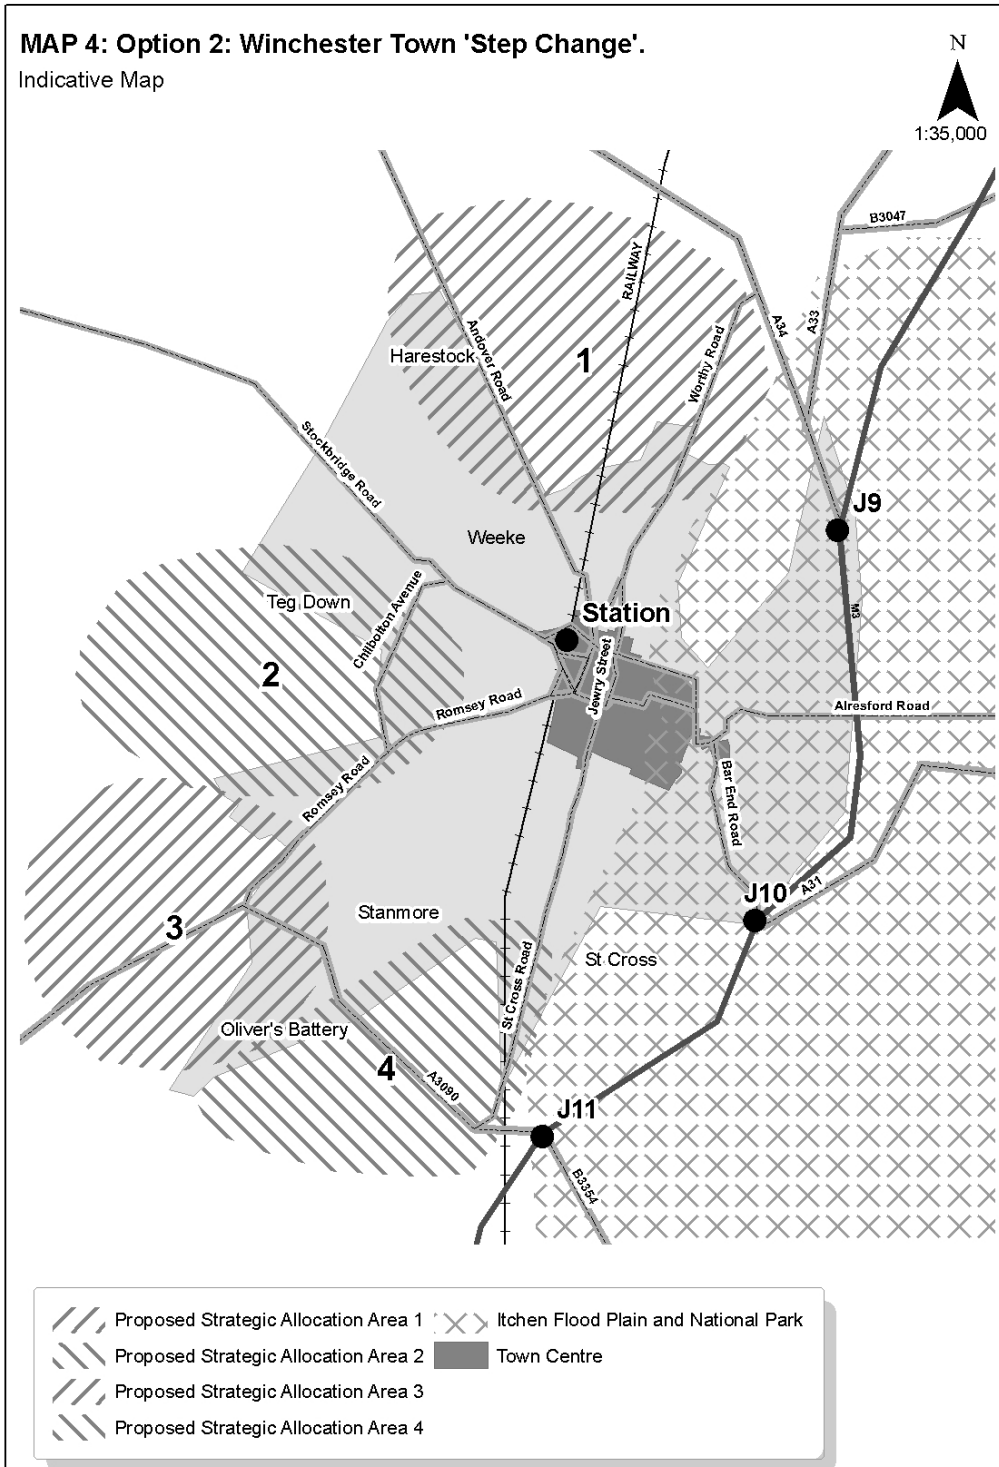 MAP 4: Option 2: Winchester Town 'Step Change'.
Indicative Map
N
1:35,000
B3047
RAILWAY
A34
A33
Andover Road
Harestock
1
Worthy Road
Stockbridge Road
J9
Weeke
Teg Down
Chilbolton Avenue
Station
M3
2
Jewry Street
Romsey Road
Alresford Road
Romsey Road
Bar End Road
J10
A31
Stanmore
3
St Cross
St Cross Road
Oliver's Battery
4
A3090
J11
B3354
Proposed Strategic Allocation Area 1
Proposed Strategic Allocation Area 2
Proposed Strategic Allocation Area 3
Proposed Strategic Allocation Area 4
Itchen Flood Plain and National Park
Town Centre